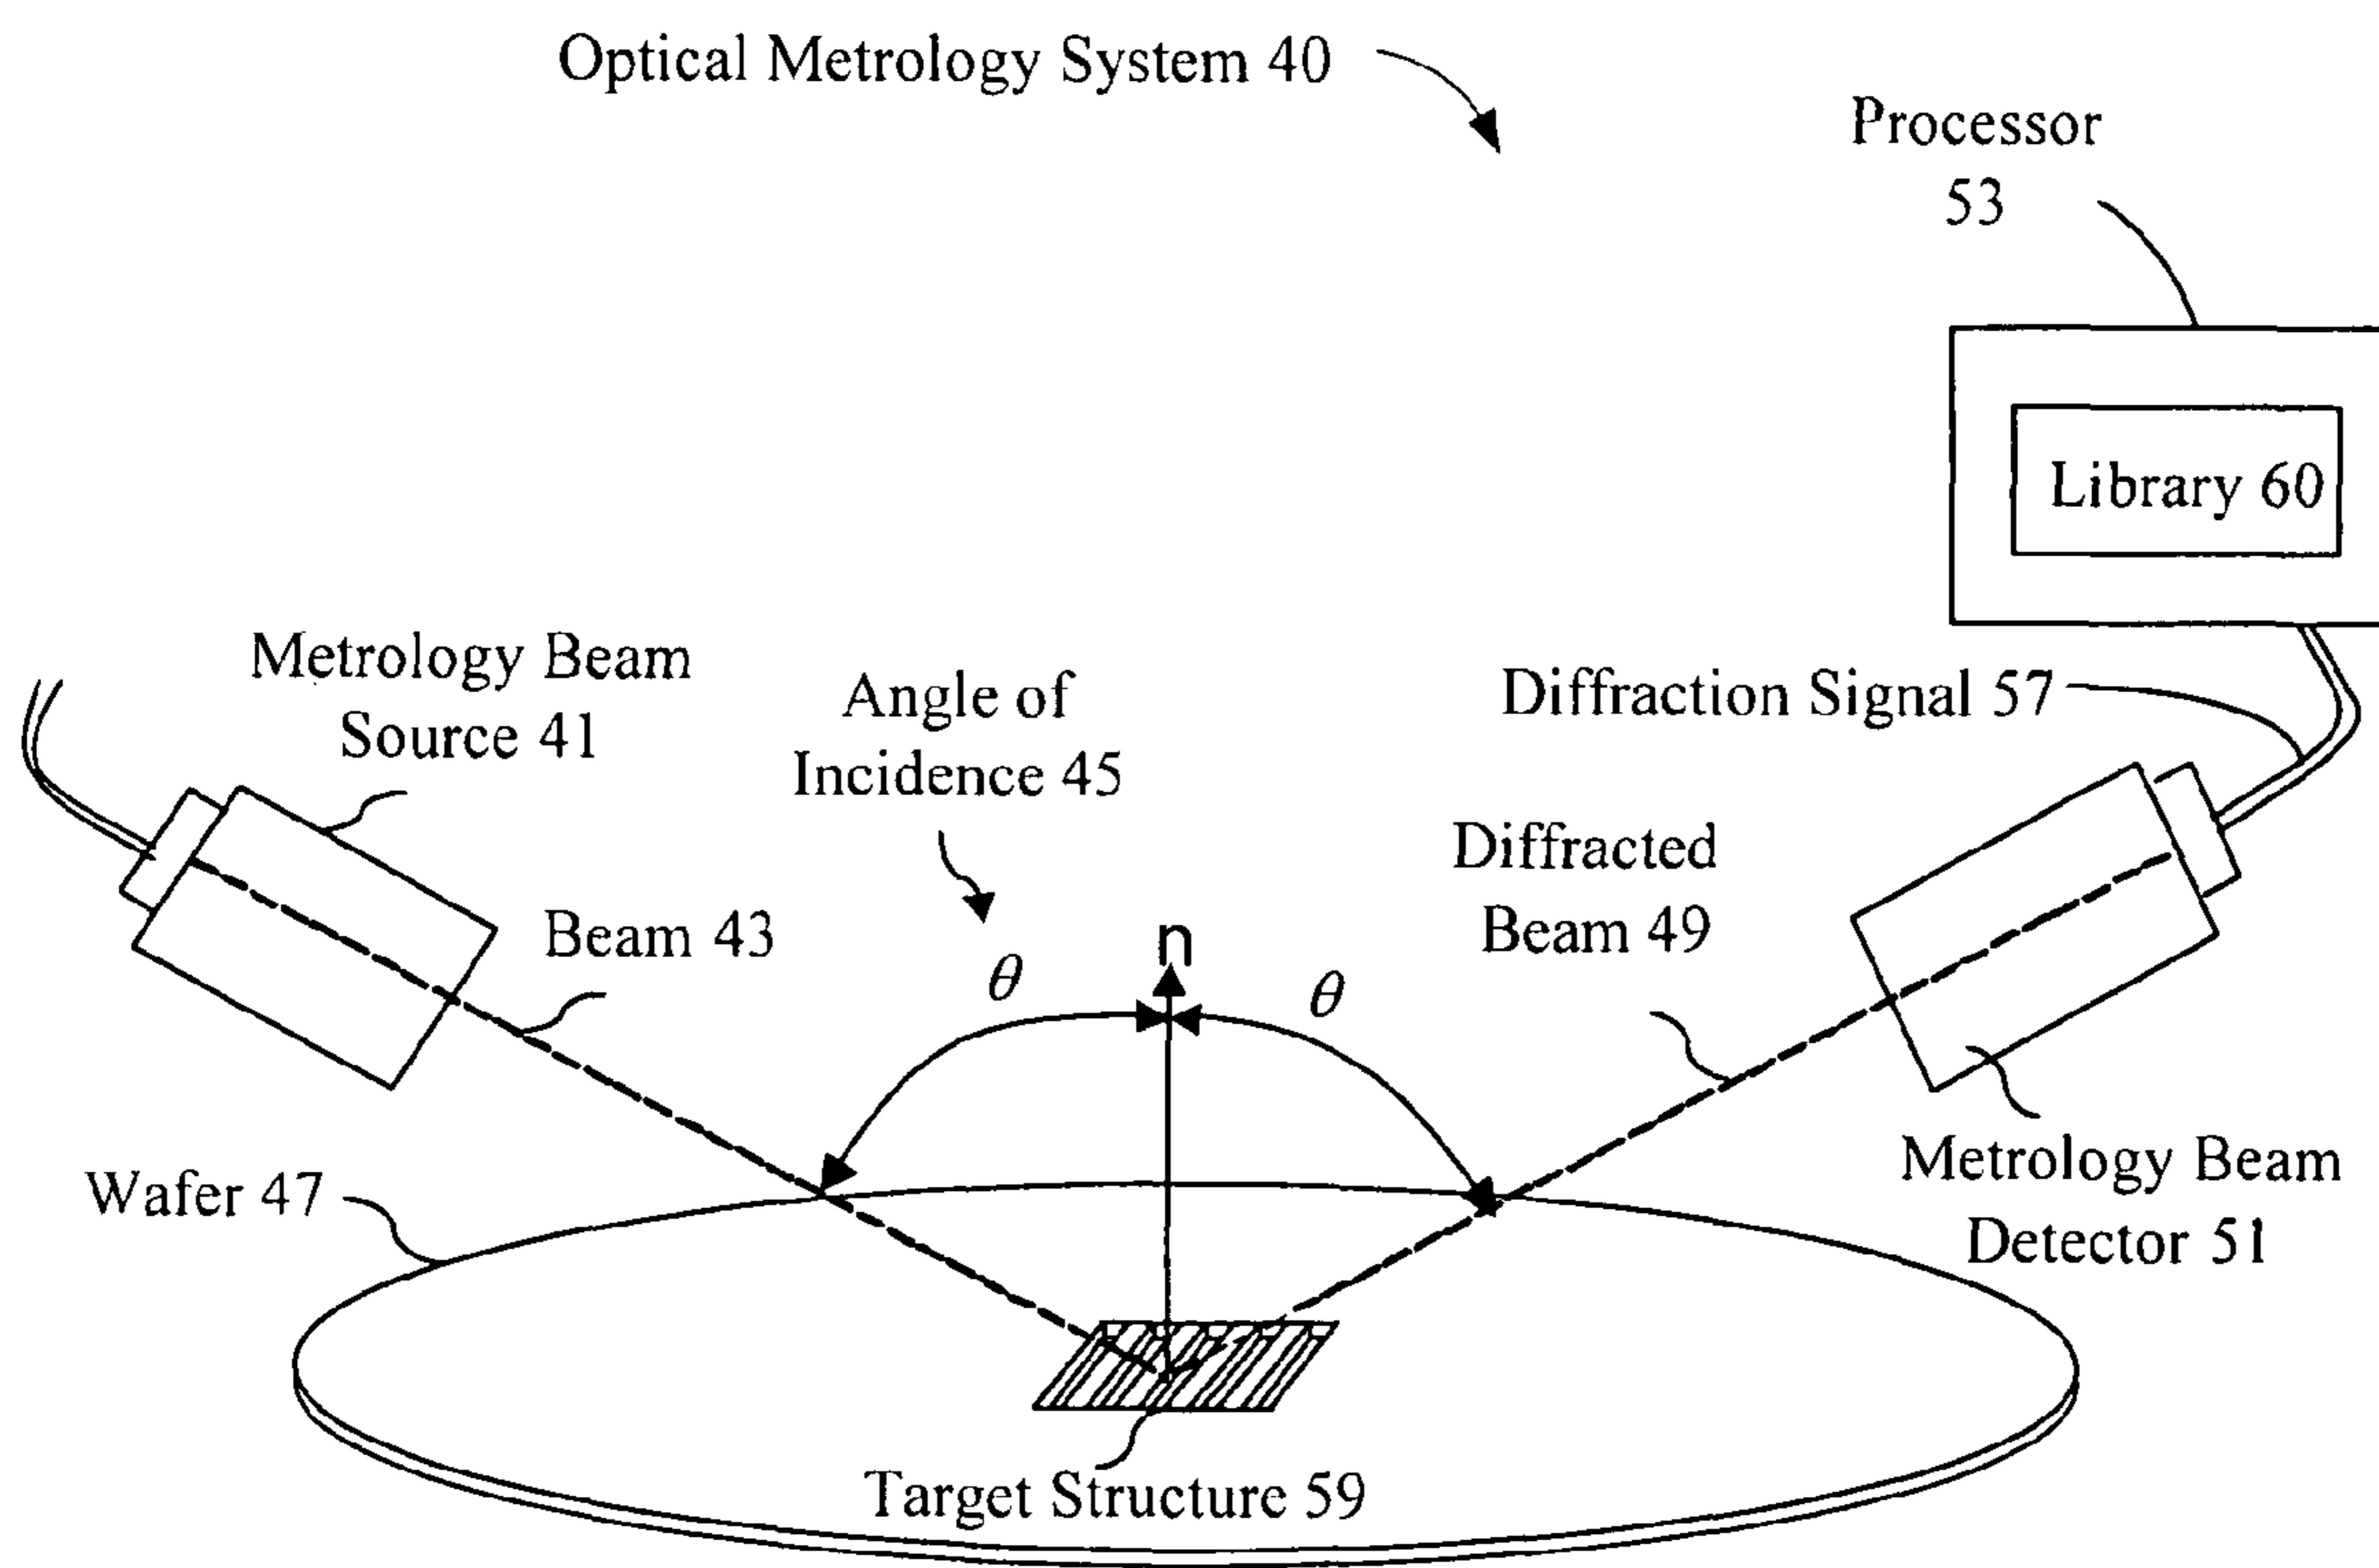 Optical Metrology System 40
Processor
53
Library 60
Metrology Beam
Source 41
Angle of
Incidence 45
Diffraction Signal 57
Beam 43
Diffracted
Beam 49
n
θ
θ
Wafer 47
Metrology Beam
Detector 51
Target Structure 59